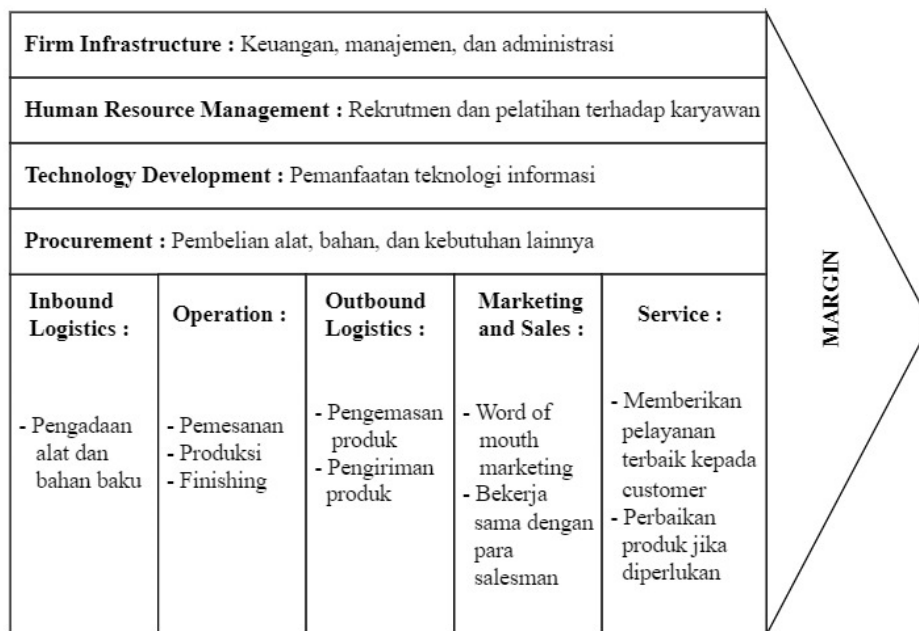 Firm Infrastructure : Keuangan, manajemen, dan administrasi
Human Resource Management : Rekrutmen dan pelatihan terhadap karyawan
Technology Development : Pemanfaatan teknologi informasi
Procurement : Pembelian alat, bahan, dan kebutuhan lainnya
Inbound
Logistics :
- Pengadaan
alat dan
bahan baku
Operation :
- Pemesanan
- Produksi
- Finishing
Outbound
Logistics :
- Pengemasan
produk
- Pengiriman
produk
Marketing
and Sales :
- Word of
mouth
marketing
- Bekerja
sama dengan
para
salesman
Service :
- Memberikan
pelayanan
terbaik kepada
customer
- Perbaikan
produk jika
diperlukan
MARGIN